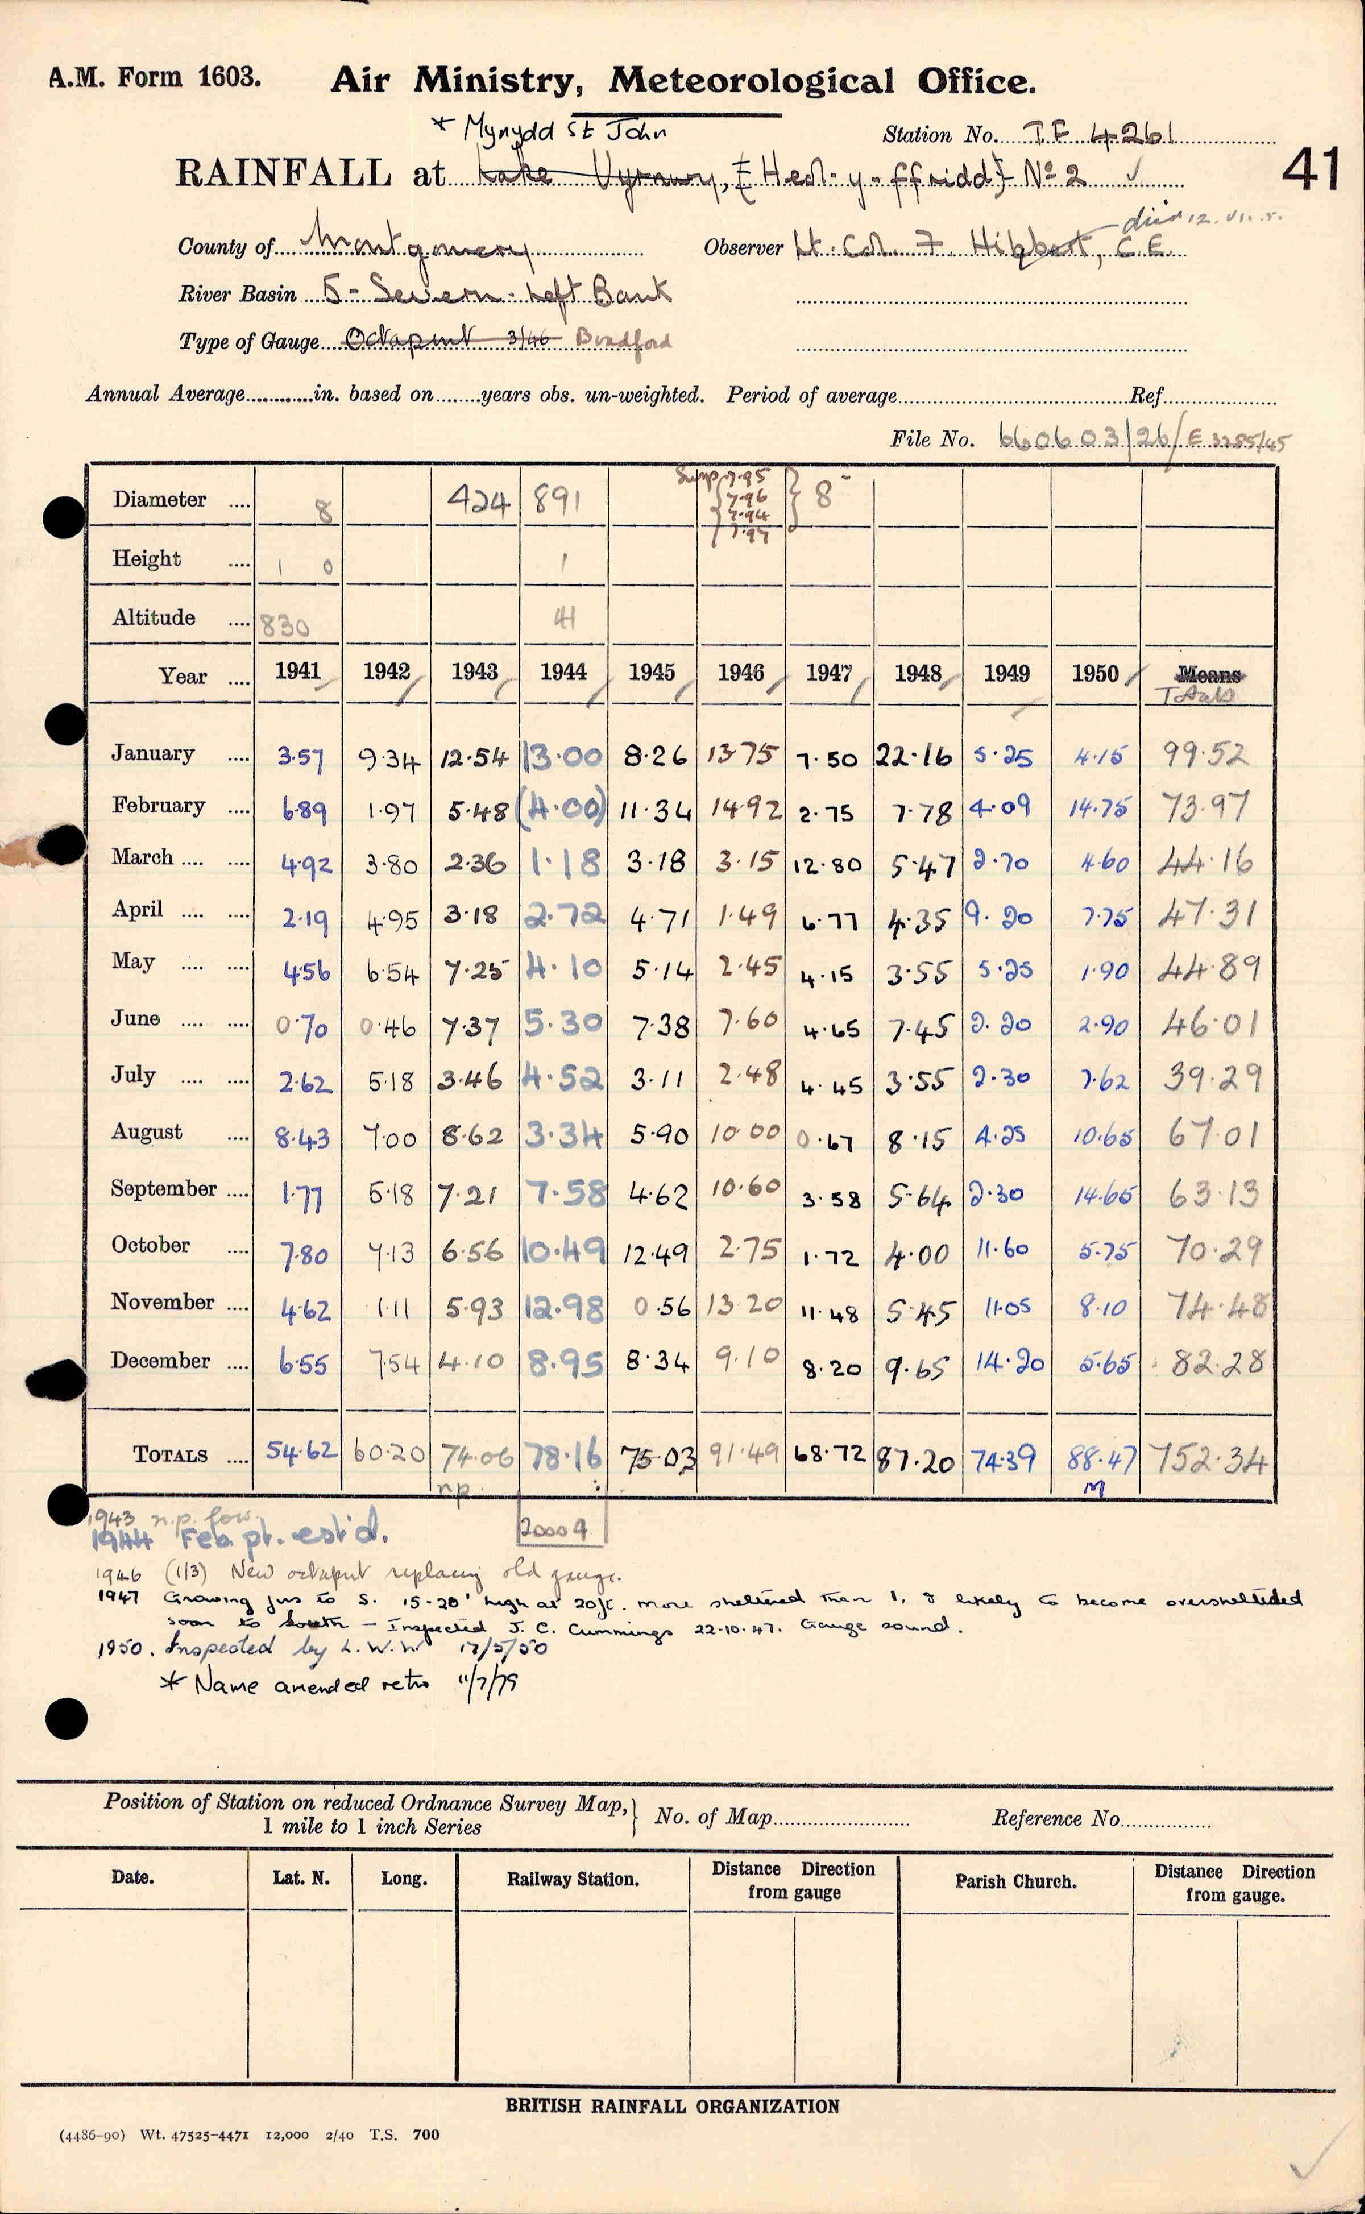 A.M. Form 1603. Air Ministry, Meteorological Office.
* Mynydd St John
Station No. TF 4261
41
RAINFALL at Lake Vyrnwy, (Heol-y-ffridd) No 2 ✓
County of Montgomery Observer Lt. Col. F. Hibbert, C.E.
River Basin 5 - Severn - Left Bank
Type of Gauge Octapent 3/46 Bradford
Annual Average in. based on years obs. un-weighted. Period of average Ref.
File No. 660603/26/E 3285/45
Diameter 8 424 891 7.95 7.96 7.94 7.97 8
Height 1 0 1
Altitude 830 41
Year 1941 1942 1943 1944 1945 1946 1947 1948 1949 1950 Means Totals
January 3.57 9.34 12.54 13.00 8.26 13.75 7.50 22.16 5.25 4.15 99.52
February 6.89 1.97 5.48 (4.00) 11.34 14.92 2.75 7.78 4.09 14.75 73.97
March 4.92 3.80 2.36 1.18 3.18 3.15 12.80 5.47 2.70 4.60 44.16
April 2.19 4.95 3.18 2.72 4.71 1.49 6.77 4.35 9.20 7.75 47.31
May 4.56 6.54 7.25 4.10 5.14 2.45 4.15 3.55 5.25 1.90 44.89
June 0.70 0.46 7.37 5.30 7.38 7.60 4.65 7.45 2.20 2.90 46.01
July 2.62 5.18 3.46 4.52 3.11 2.48 4.45 3.55 2.30 7.62 39.29
August 8.43 7.00 8.62 3.34 5.90 10.00 0.67 8.15 4.25 10.65 67.01
September 1.77 5.18 7.21 7.58 4.62 10.60 3.58 5.64 2.30 14.65 63.13
October 7.80 7.13 6.56 10.49 12.49 2.75 1.72 4.00 11.60 5.75 70.29
November 4.62 1.11 5.93 12.98 0.56 13.20 11.48 5.45 11.05 8.10 74.48
December 6.55 7.54 4.10 8.95 8.34 9.10 8.20 9.65 14.20 5.65 82.28
TOTALS 54.62 60.20 74.06 78.16 75.03 91.49 68.72 87.20 74.39 88.47 752.34
np M
1943 n.p. for
1944 Feb pt. est'd. 20009
1946 (1/3) New octapent replacing old gauge.
1947 Growing firs to S. 15-20' high at 20ft. more sheltered than 1, & likely to become oversheltered
soon to South - Inspected J. C. Cummings 22.10.47. Gauge sound.
1950. Inspected by L.W.W. 17/5/50
* Name amended retro 11/7/79
Position of Station on reduced Ordnance Survey Map, 1 mile to 1 inch Series } No. of Map Reference No.
Date. Lat. N. Long. Railway Station. Distance Direction from gauge Parish Church. Distance Direction from gauge.
BRITISH RAINFALL ORGANIZATION
(4486-90) Wt. 47525-4471 12,000 2/40 T.S. 700